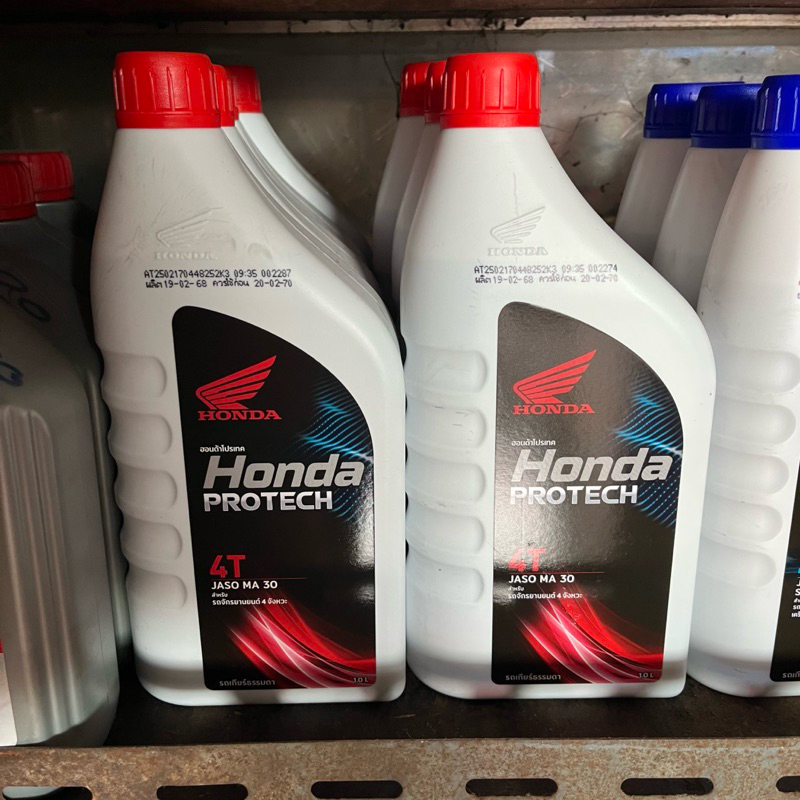 HONDA
AT2502170448252K3 09:35 002287
ผลิต 19-02-68 ควรใช้ก่อน 20-02-70
HONDA
ฮอนด้าโปรเทค
Honda
PROTECH
4T
JASO MA 30
สำหรับ
รถจักรยานยนต์ 4 จังหวะ
รถเกียร์ธรรมดา
1.0 L
HONDA
AT2502170448252K3 09:35 002274
ผลิต 19-02-68 ควรใช้ก่อน 20-02-70
HONDA
ฮอนด้าโปรเทค
Honda
PROTECH
4T
JASO MA 30
สำหรับ
รถจักรยานยนต์ 4 จังหวะ
รถเกียร์ธรรมดา
1.0 L